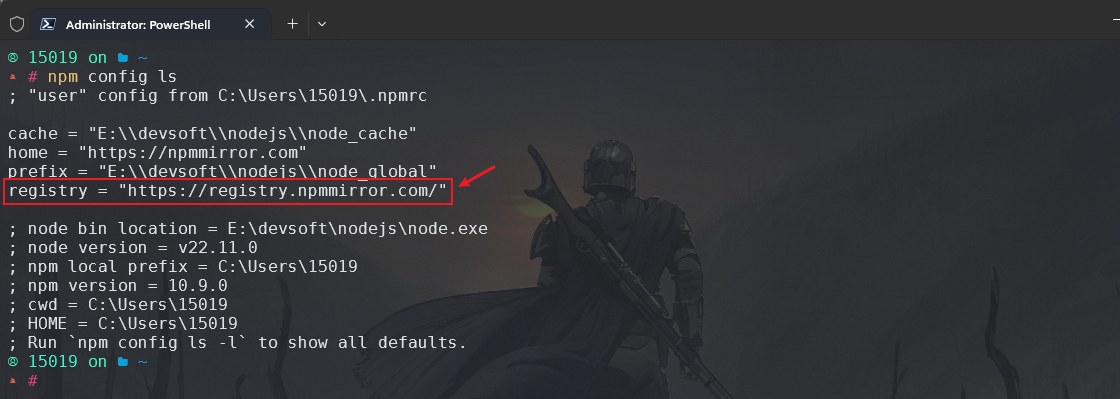 Administrator: PowerShell
15019 on ~
# npm config ls
; "user" config from C:\Users\15019\.npmrc
cache = "E:\\devsoft\\nodejs\\node_cache"
home = "https://npmmirror.com"
prefix = "E:\\devsoft\\nodejs\\node_global"
registry = "https://registry.npmmirror.com/"
; node bin location = E:\devsoft\nodejs\node.exe
; node version = v22.11.0
; npm local prefix = C:\Users\15019
; npm version = 10.9.0
; cwd = C:\Users\15019
; HOME = C:\Users\15019
; Run `npm config ls -l` to show all defaults.
15019 on ~
#